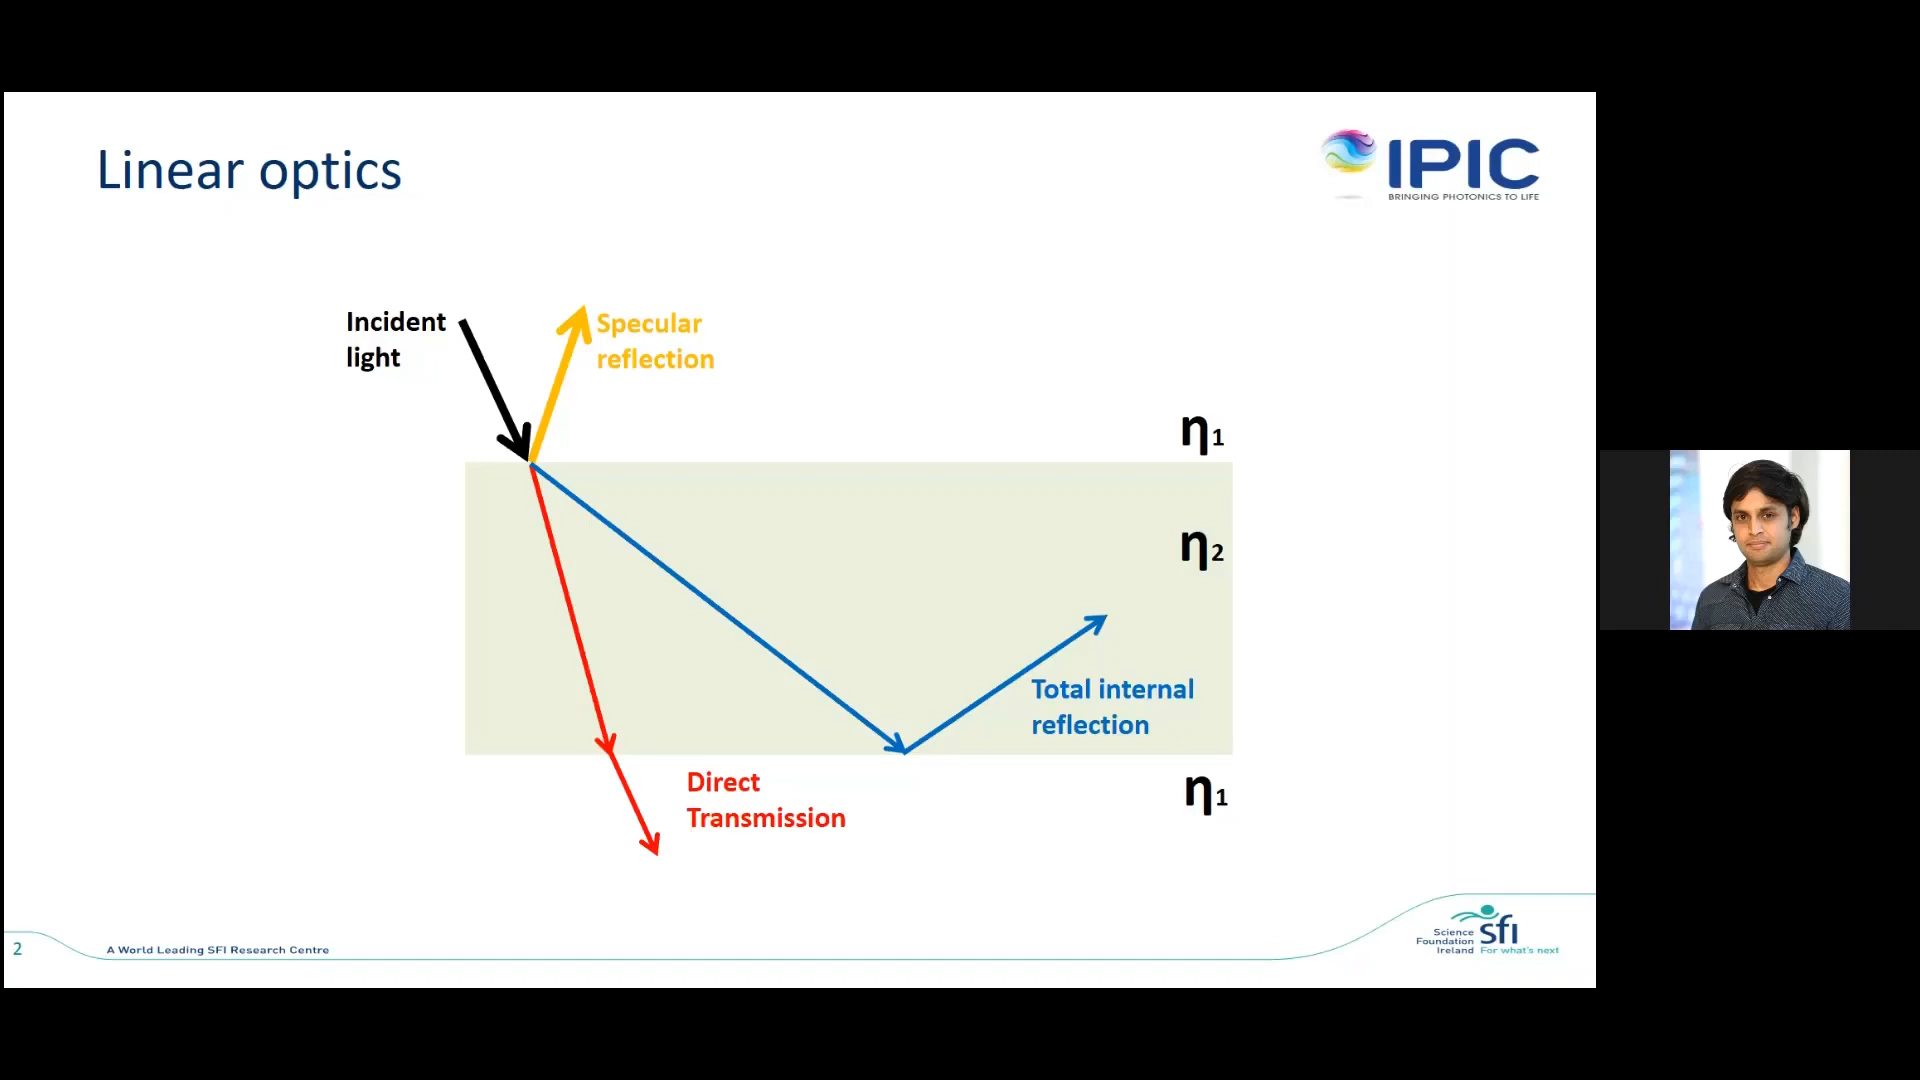 Linear optics
IPIC
BRINGING PHOTONICS TO LIFE
Incident
light
Specular
reflection
η1
η2
Total internal
reflection
Direct
Transmission
η1
2
A World Leading SFI Research Centre
Science
Foundation
Ireland
sfi
For what's next